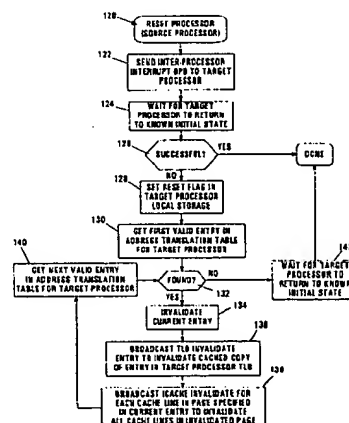 120
RESET PROCESSOR
(SOURCE PROCESSOR)
122
SEND INTER-PROCESSOR
INTERRUPT OPS TO TARGET
PROCESSOR
124
WAIT FOR TARGET
PROCESSOR TO RETURN
TO KNOWN INITIAL STATE
SUCCESSFUL?
YES
DONE
NO
128
SET RESET FLAG IN
TARGET PROCESSOR
LOCAL STORAGE
130
GET FIRST VALID ENTRY IN
ADDRESS TRANSLATION TABLE
FOR TARGET PROCESSOR
140
GET NEXT VALID ENTRY
IN ADDRESS TRANSLATION
TABLE FOR TARGET PROCESSOR
FOUND?
NO
132
WAIT FOR TARGET
PROCESSOR TO
RETURN TO KNOWN
INITIAL STATE
YES
134
INVALIDATE
CURRENT ENTRY
BROADCAST TLB INVALIDATE
ENTRY TO INVALIDATE CACHED COPY
OF ENTRY IN TARGET PROCESSOR TLB
BROADCAST ICACHE INVALIDATE FOR
EACH CACHE LINE IN PAGE SPECIFIED
IN CURRENT ENTRY TO INVALIDATE
ALL CACHE LINES IN INVALIDATED PAGE